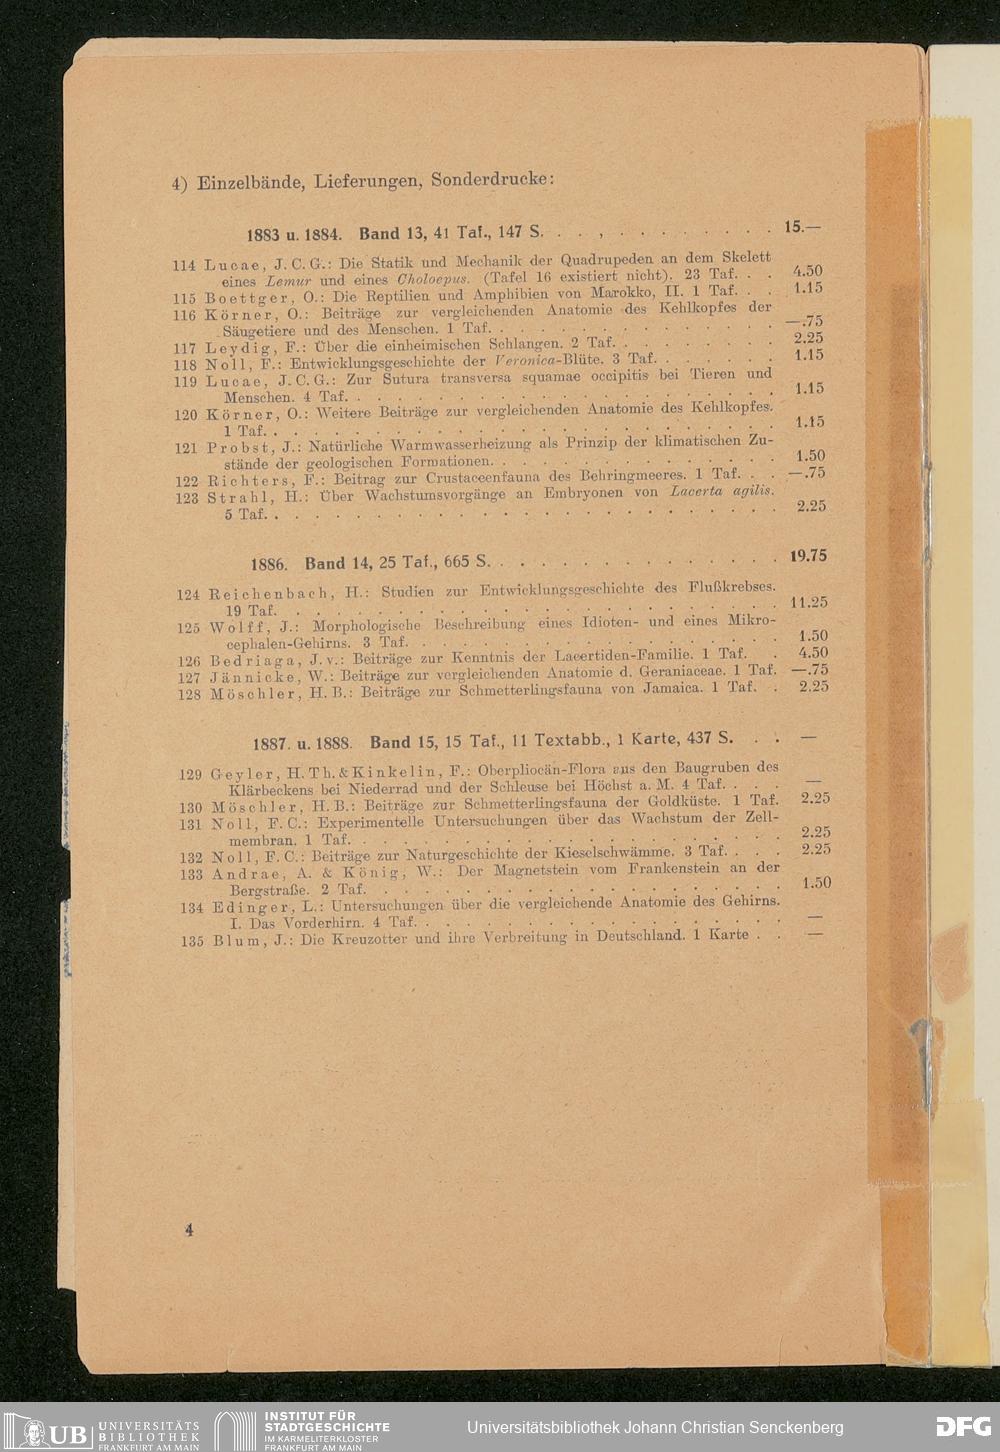 4) Einzelbände, Lieferungen, Sonderdrucke:
1883 u. 1884. Band 13, 41 Taf., 147 S. . . , . . . . . . . . 15.—
114 Lucae, J. C. G.: Die Statik und Mechanik der Quadrupeden an dem Skelett
eines Lemur und eines Choloepus. (Tafel 16 existiert nicht). 23 Taf. . . 4.50
115 Boettger, O.: Die Reptilien und Amphibien von Marokko, II. 1 Taf. . . 1.15
116 Körner, O.: Beiträge zur vergleichenden Anatomie des Kehlkopfes der
Säugetiere und des Menschen. 1 Taf. . . . . . . . . . . . . . —.75
117 Leydig, F.: Über die einheimischen Schlangen. 2 Taf. . . . . . . . . 2.25
118 Noll, F.: Entwicklungsgeschichte der Veronica-Blüte. 3 Taf. . . . . . . 1.15
119 Lucae, J. C. G.: Zur Sutura transversa squamae occipitis bei Tieren und
Menschen. 4 Taf. . . . . . . . . . . . . . . . . . . . . 1.15
120 Körner, O.: Weitere Beiträge zur vergleichenden Anatomie des Kehlkopfes.
1 Taf. . . . . . . . . . . . . . . . . . . . . . . . . 1.15
121 Probst, J.: Natürliche Warmwasserheizung als Prinzip der klimatischen Zu-
stände der geologischen Formationen. . . . . . . . . . . . . . 1.50
122 Richters, F.: Beitrag zur Crustaceenfauna des Behringmeeres. 1 Taf. . . —.75
123 Strahl, H.: Über Wachstumsvorgänge an Embryonen von Lacerta agilis.
5 Taf. . . . . . . . . . . . . . . . . . . . . . . . . 2.25
1886. Band 14, 25 Taf., 665 S. . . . . . . . . . . . . . . 19.75
124 Reichenbach, H.: Studien zur Entwicklungsgeschichte des Flußkrebses.
19 Taf. . . . . . . . . . . . . . . . . . . . . . . . . 11.25
125 Wolff, J.: Morphologische Beschreibung eines Idioten- und eines Mikro-
cephalen-Gehirns. 3 Taf. . . . . . . . . . . . . . . . . . . 1.50
126 Bedriaga, J. v.: Beiträge zur Kenntnis der Lacertiden-Familie. 1 Taf. . 4.50
127 Jännicke, W.: Beiträge zur vergleichenden Anatomie d. Geraniaceae. 1 Taf. —.75
128 Möschler, H. B.: Beiträge zur Schmetterlingsfauna von Jamaica. 1 Taf. . 2.25
1887. u. 1888. Band 15, 15 Taf., 11 Textabb., 1 Karte, 437 S. . . —
129 Geyler, H. Th. & Kinkelin, F.: Oberpliocän-Flora aus den Baugruben des
Klärbeckens bei Niederrad und der Schleuse bei Höchst a. M. 4 Taf. . . . —
130 Möschler, H. B.: Beiträge zur Schmetterlingsfauna der Goldküste. 1 Taf. 2.25
131 Noll, F. C.: Experimentelle Untersuchungen über das Wachstum der Zell-
membran. 1 Taf. . . . . . . . . . . . . . . . . . . . . 2.25
132 Noll, F. C.: Beiträge zur Naturgeschichte der Kieselschwämme. 3 Taf. . . . 2.25
133 Andrae, A. & König, W.: Der Magnetstein vom Frankenstein an der
Bergstraße. 2 Taf. . . . . . . . . . . . . . . . . . . . . 1.50
134 Edinger, L.: Untersuchungen über die vergleichende Anatomie des Gehirns.
I. Das Vorderhirn. 4 Taf. . . . . . . . . . . . . . . . . . . —
135 Blum, J.: Die Kreuzotter und ihre Verbreitung in Deutschland. 1 Karte . . —
4
UB UNIVERSITÄTS
BIBLIOTHEK
FRANKFURT AM MAIN
INSTITUT FÜR
STADTGESCHICHTE
IM KARMELITERKLOSTER
FRANKFURT AM MAIN
Universitätsbibliothek Johann Christian Senckenberg
DFG